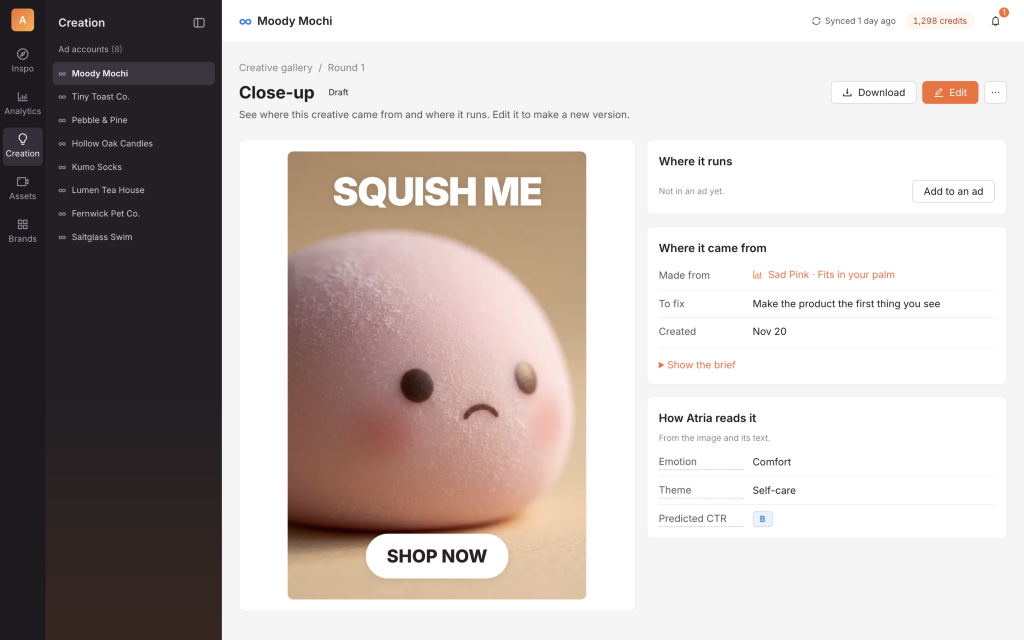 A
Inspo
Analytics
Creation
Assets
Brands
Creation
Ad accounts (8)
Moody Mochi
Tiny Toast Co.
Pebble & Pine
Hollow Oak Candles
Kumo Socks
Lumen Tea House
Fernwick Pet Co.
Saltglass Swim
Moody Mochi
Synced 1 day ago
1,298 credits
1
Creative gallery / Round 1
Close-up
Draft
Download
Edit
See where this creative came from and where it runs. Edit it to make a new version.
SQUISH ME
SHOP NOW
Where it runs
Not in an ad yet.
Add to an ad
Where it came from
Made from
Sad Pink · Fits in your palm
To fix
Make the product the first thing you see
Created
Nov 20
Show the brief
How Atria reads it
From the image and its text.
Emotion
Comfort
Theme
Self-care
Predicted CTR
B